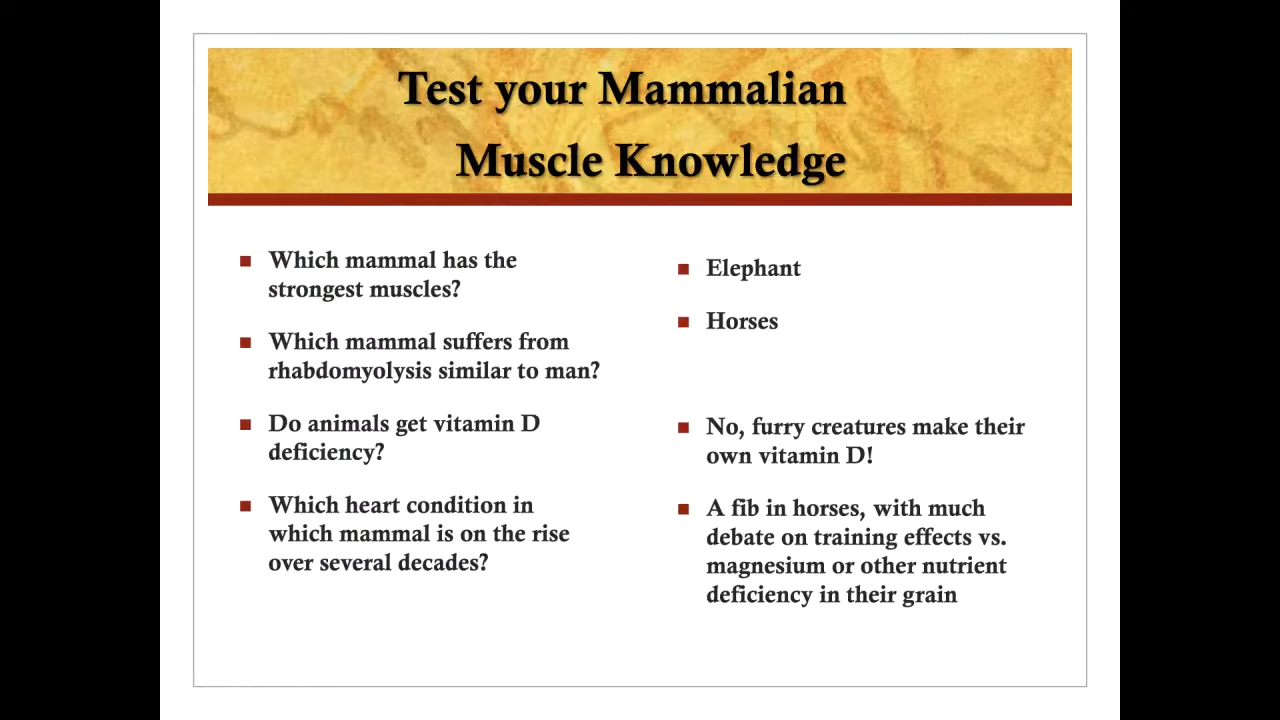 Test your Mammalian
Muscle Knowledge
Which mammal has the
strongest muscles?
Which mammal suffers from
rhabdomyolysis similar to man?
Do animals get vitamin D
deficiency?
Which heart condition in
which mammal is on the rise
over several decades?
Elephant
Horses
No, furry creatures make their
own vitamin D!
A fib in horses, with much
debate on training effects vs.
magnesium or other nutrient
deficiency in their grain